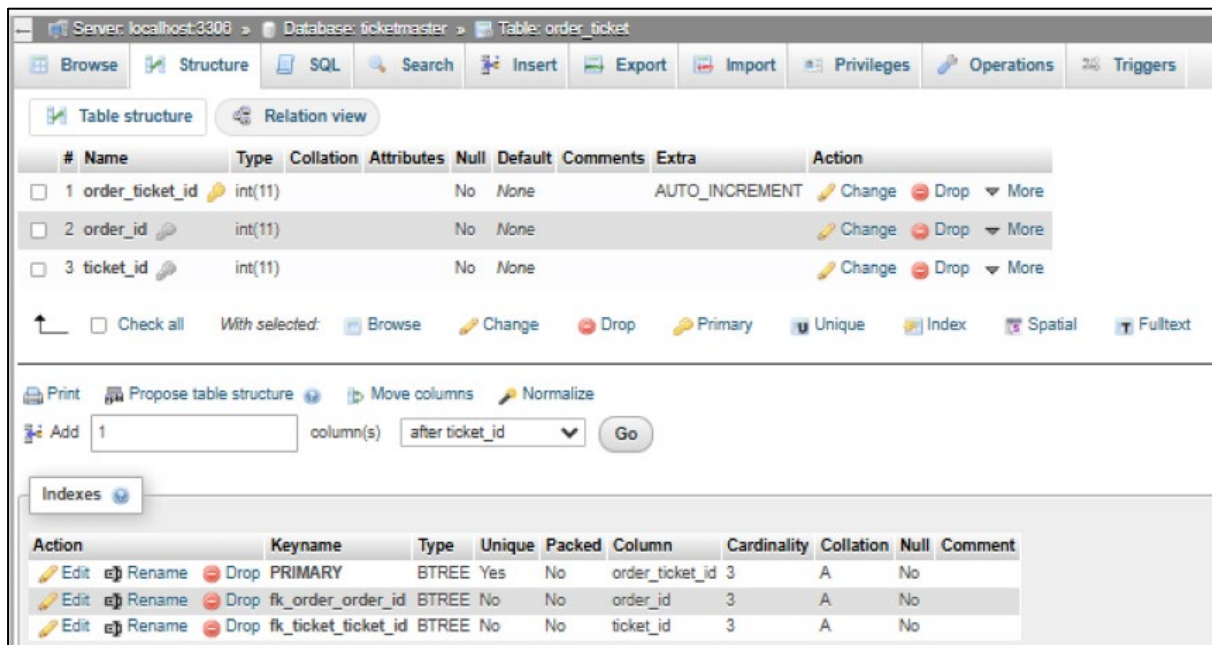 Server: localhost:3306 » Database: ticketmaster » Table: order_ticket
Browse Structure SQL Search Insert Export Import Privileges Operations Triggers
Table structure Relation view
# Name Type Collation Attributes Null Default Comments Extra Action
1 order_ticket_id int(11) No None AUTO_INCREMENT Change Drop More
2 order_id int(11) No None Change Drop More
3 ticket_id int(11) No None Change Drop More
Check all With selected: Browse Change Drop Primary Unique Index Spatial Fulltext
Print Propose table structure Move columns Normalize
Add 1 column(s) after ticket_id Go
Indexes
Action Keyname Type Unique Packed Column Cardinality Collation Null Comment
Edit Rename Drop PRIMARY BTREE Yes No order_ticket_id 3 A No
Edit Rename Drop fk_order_order_id BTREE No No order_id 3 A No
Edit Rename Drop fk_ticket_ticket_id BTREE No No ticket_id 3 A No